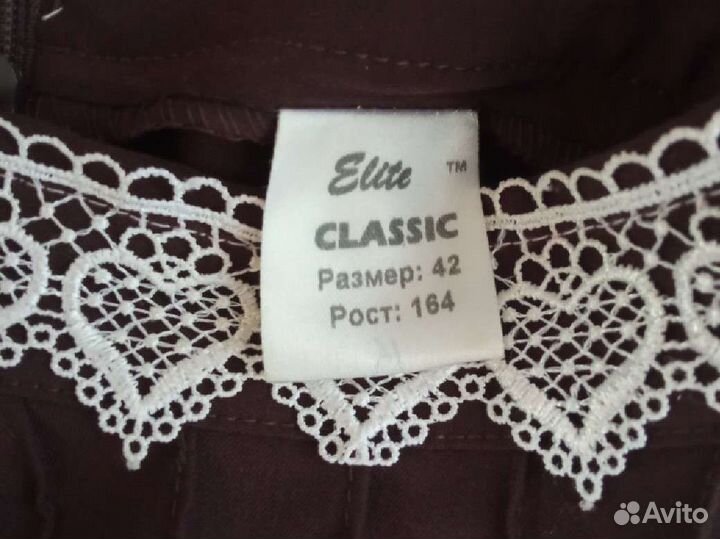 Elite ™
CLASSIC
Размер: 42
Рост: 164
Avito